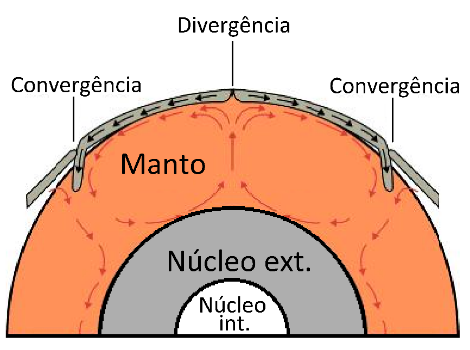 Divergência
Convergência
Convergência
Manto
Núcleo ext.
Núcleo
int.